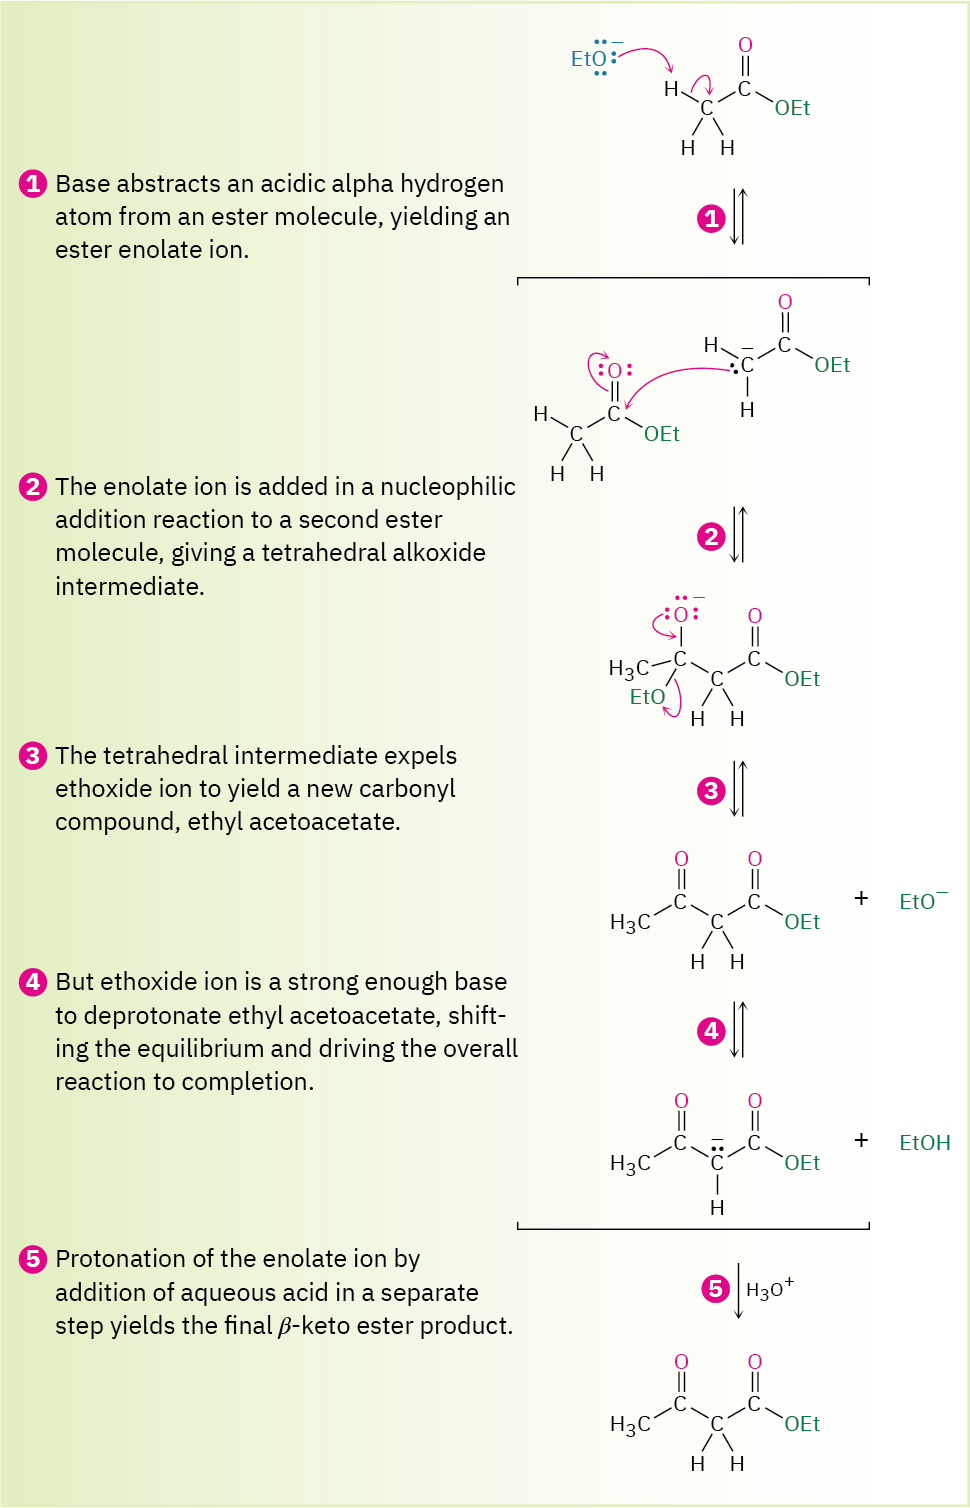 EtO −
O
H
C
C
OEt
H H
1 Base abstracts an acidic alpha hydrogen
atom from an ester molecule, yielding an
ester enolate ion.
1
O
H − C
C
OEt
H
O
H C
C
OEt
H H
2 The enolate ion is added in a nucleophilic
addition reaction to a second ester
molecule, giving a tetrahedral alkoxide
intermediate.
2
O − O
H3C C C
C
OEt
EtO
H H
3 The tetrahedral intermediate expels
ethoxide ion to yield a new carbonyl
compound, ethyl acetoacetate.
3
O O
C C + EtO−
H3C C OEt
H H
4 But ethoxide ion is a strong enough base
to deprotonate ethyl acetoacetate, shift-
ing the equilibrium and driving the overall
reaction to completion.
4
O O
C − C + EtOH
H3C C OEt
H
5 Protonation of the enolate ion by
addition of aqueous acid in a separate
step yields the final β-keto ester product.
5 H3O+
O O
C C
H3C C OEt
H H